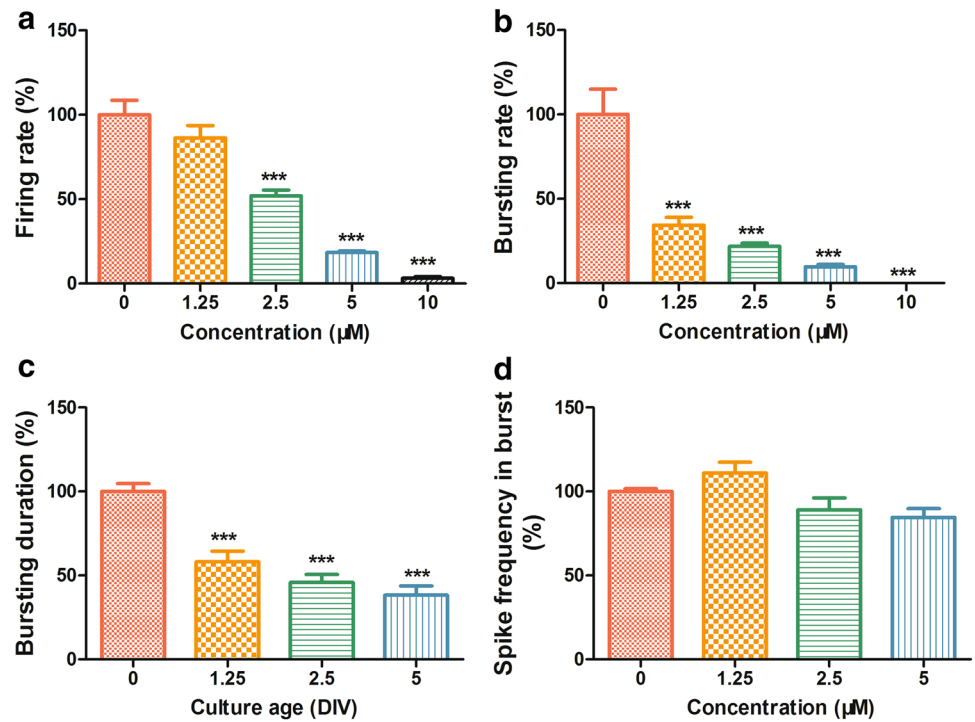 a
Firing rate (%)
150
100
50
0
***
***
***
0 1.25 2.5 5 10
Concentration (µM)
b
Bursting rate (%)
150
100
50
0
***
***
***
***
0 1.25 2.5 5 10
Concentration (µM)
c
Bursting duration (%)
150
100
50
0
***
***
***
0 1.25 2.5 5
Culture age (DIV)
d
Spike frequency in burst
(%)
150
100
50
0
0 1.25 2.5 5
Concentration (µM)